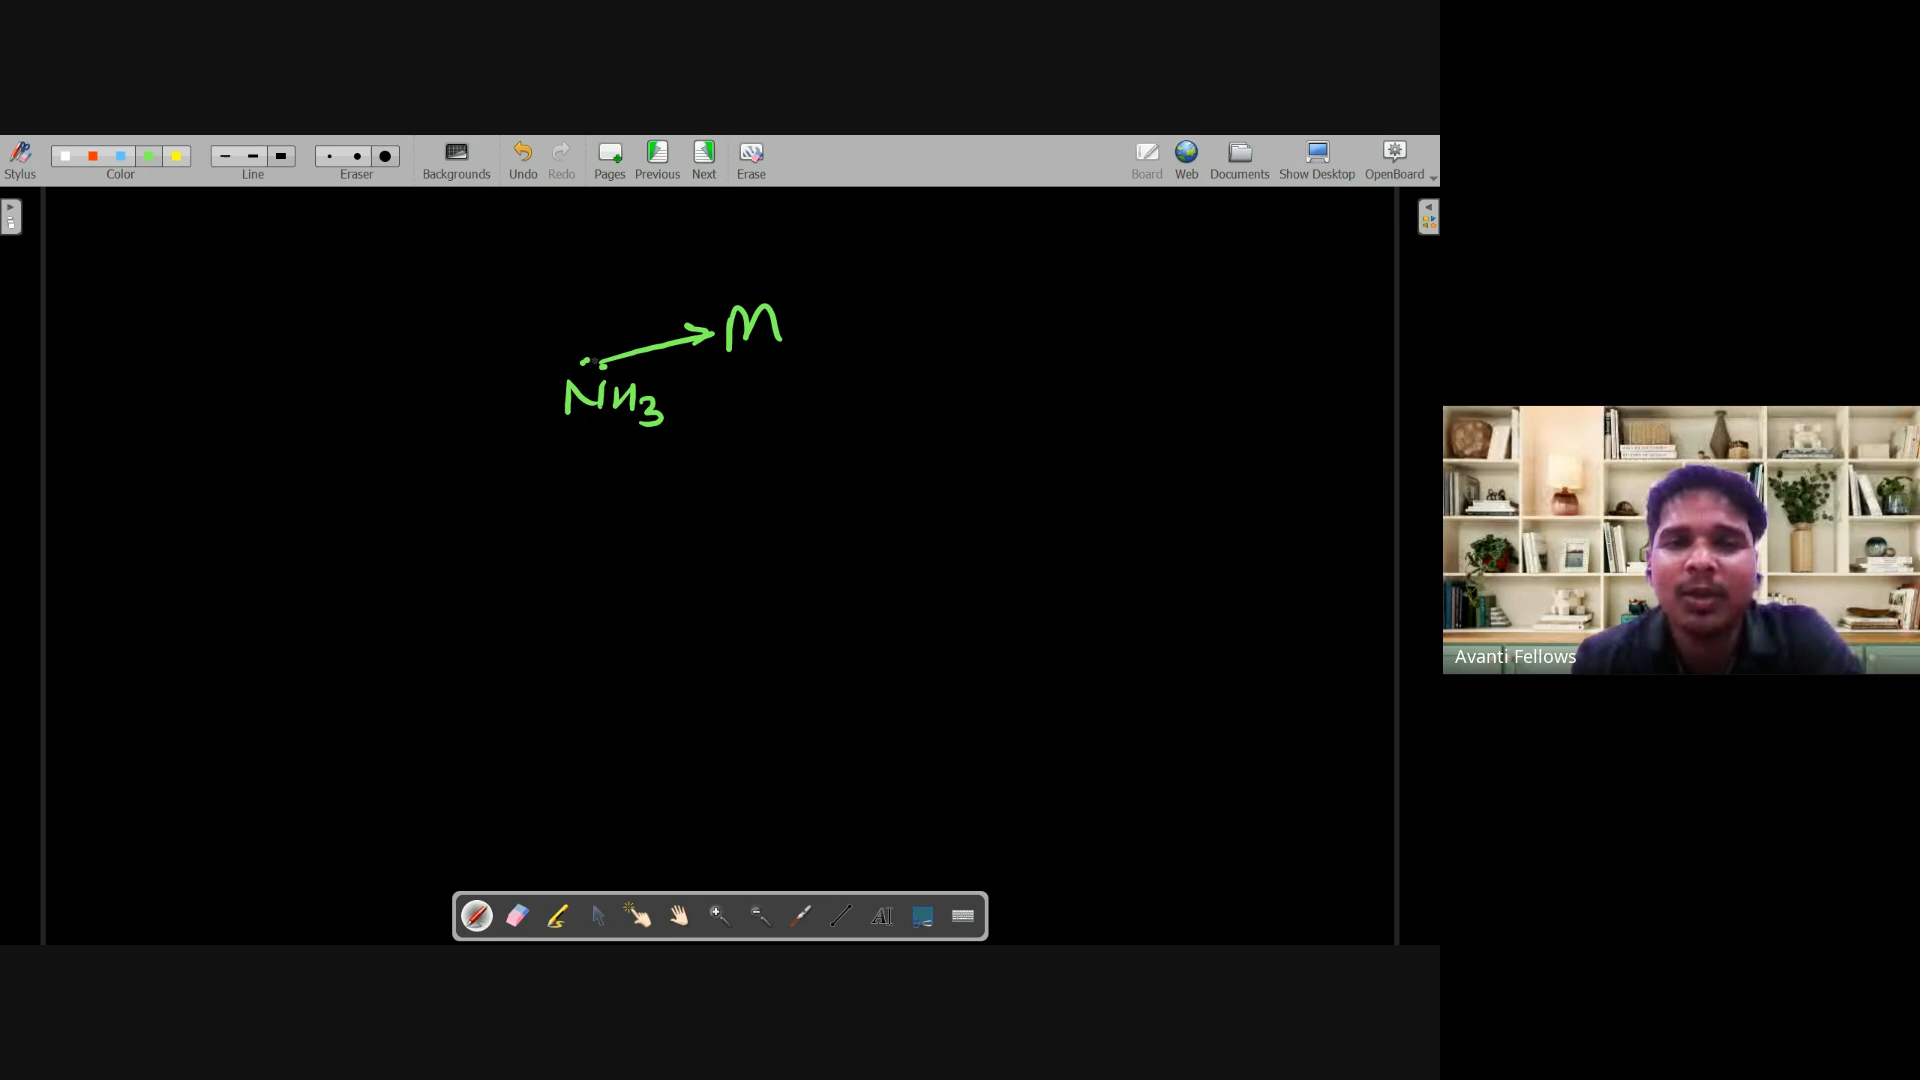 Stylus Color Line Eraser Backgrounds Undo Redo Pages Previous Next Erase Board Web Documents Show Desktop OpenBoard
M
NH3
AI
Avanti Fellows